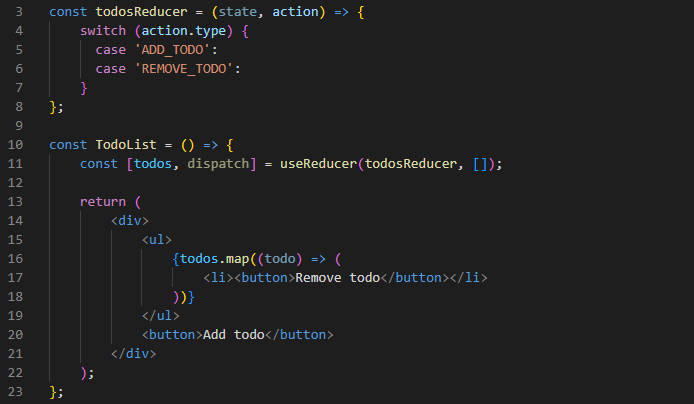 3 const todosReducer = (state, action) => {
4     switch (action.type) {
5       case 'ADD_TODO':
6       case 'REMOVE_TODO':
7     }
8 };
9
10 const TodoList = () => {
11     const [todos, dispatch] = useReducer(todosReducer, []);
12
13     return (
14         <div>
15             <ul>
16                 {todos.map((todo) => (
17                     <li><button>Remove todo</button></li>
18                 ))}
19             </ul>
20             <button>Add todo</button>
21         </div>
22     );
23 };